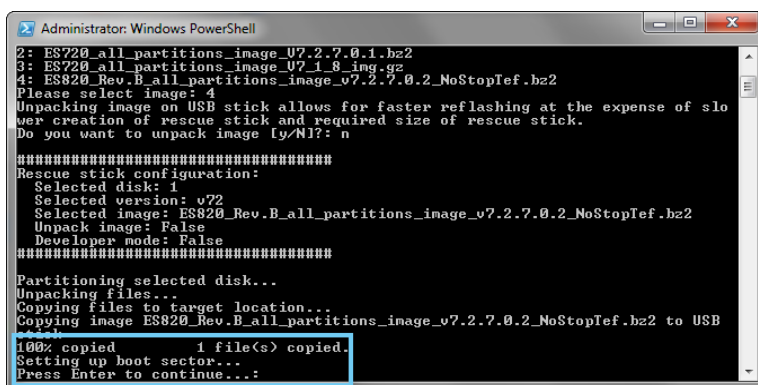 Administrator: Windows PowerShell
2: ES720_all_partitions_image_V7.2.7.0.1.bz2
3: ES720_all_partitions_image_V7_1_8_img.gz
4: ES820_Rev.B_all_partitions_image_v7.2.7.0.2_NoStopTef.bz2
Please select image: 4
Unpacking image on USB stick allows for faster reflashing at the expense of slo
wer creation of rescue stick and required size of rescue stick.
Do you want to unpack image [y/N]?: n
####################################
Rescue stick configuration:
Selected disk: 1
Selected version: v72
Selected image: ES820_Rev.B_all_partitions_image_v7.2.7.0.2_NoStopTef.bz2
Unpack image: False
Developer mode: False
####################################
Partitioning selected disk...
Unpacking files...
Copying files to target location...
Copying image ES820_Rev.B_all_partitions_image_v7.2.7.0.2_NoStopTef.bz2 to USB
stick
100% copied 1 file(s) copied.
Setting up boot sector...
Press Enter to continue...: